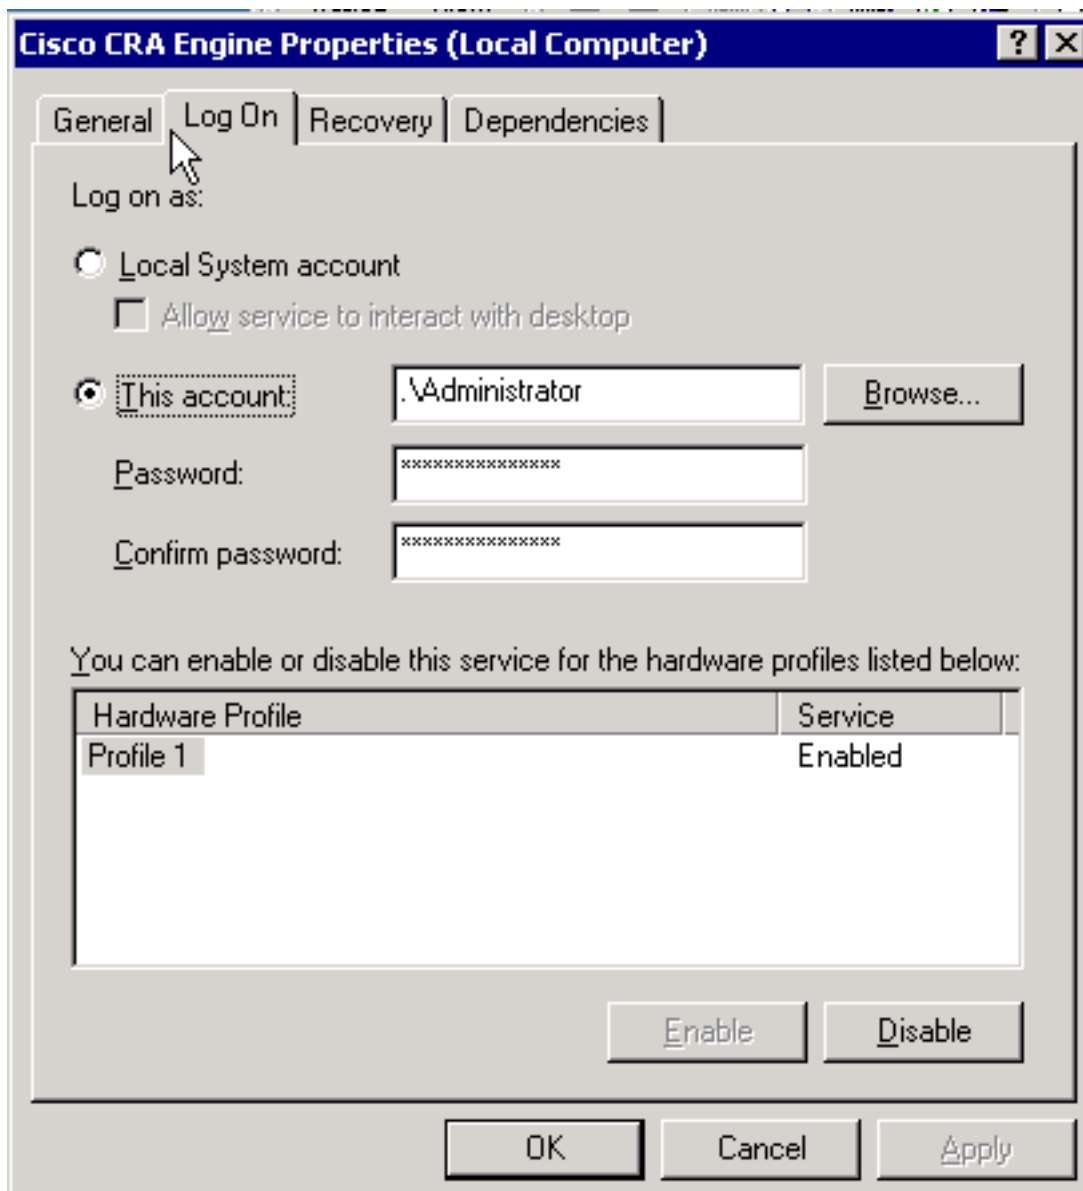 Cisco CRA Engine Properties (Local Computer)
General Log On Recovery Dependencies
Log on as:
Local System account
Allow service to interact with desktop
This account: .\Administrator Browse...
Password: ***************
Confirm password: ***************
You can enable or disable this service for the hardware profiles listed below:
Hardware Profile Service
Profile 1 Enabled
Enable Disable
OK Cancel Apply